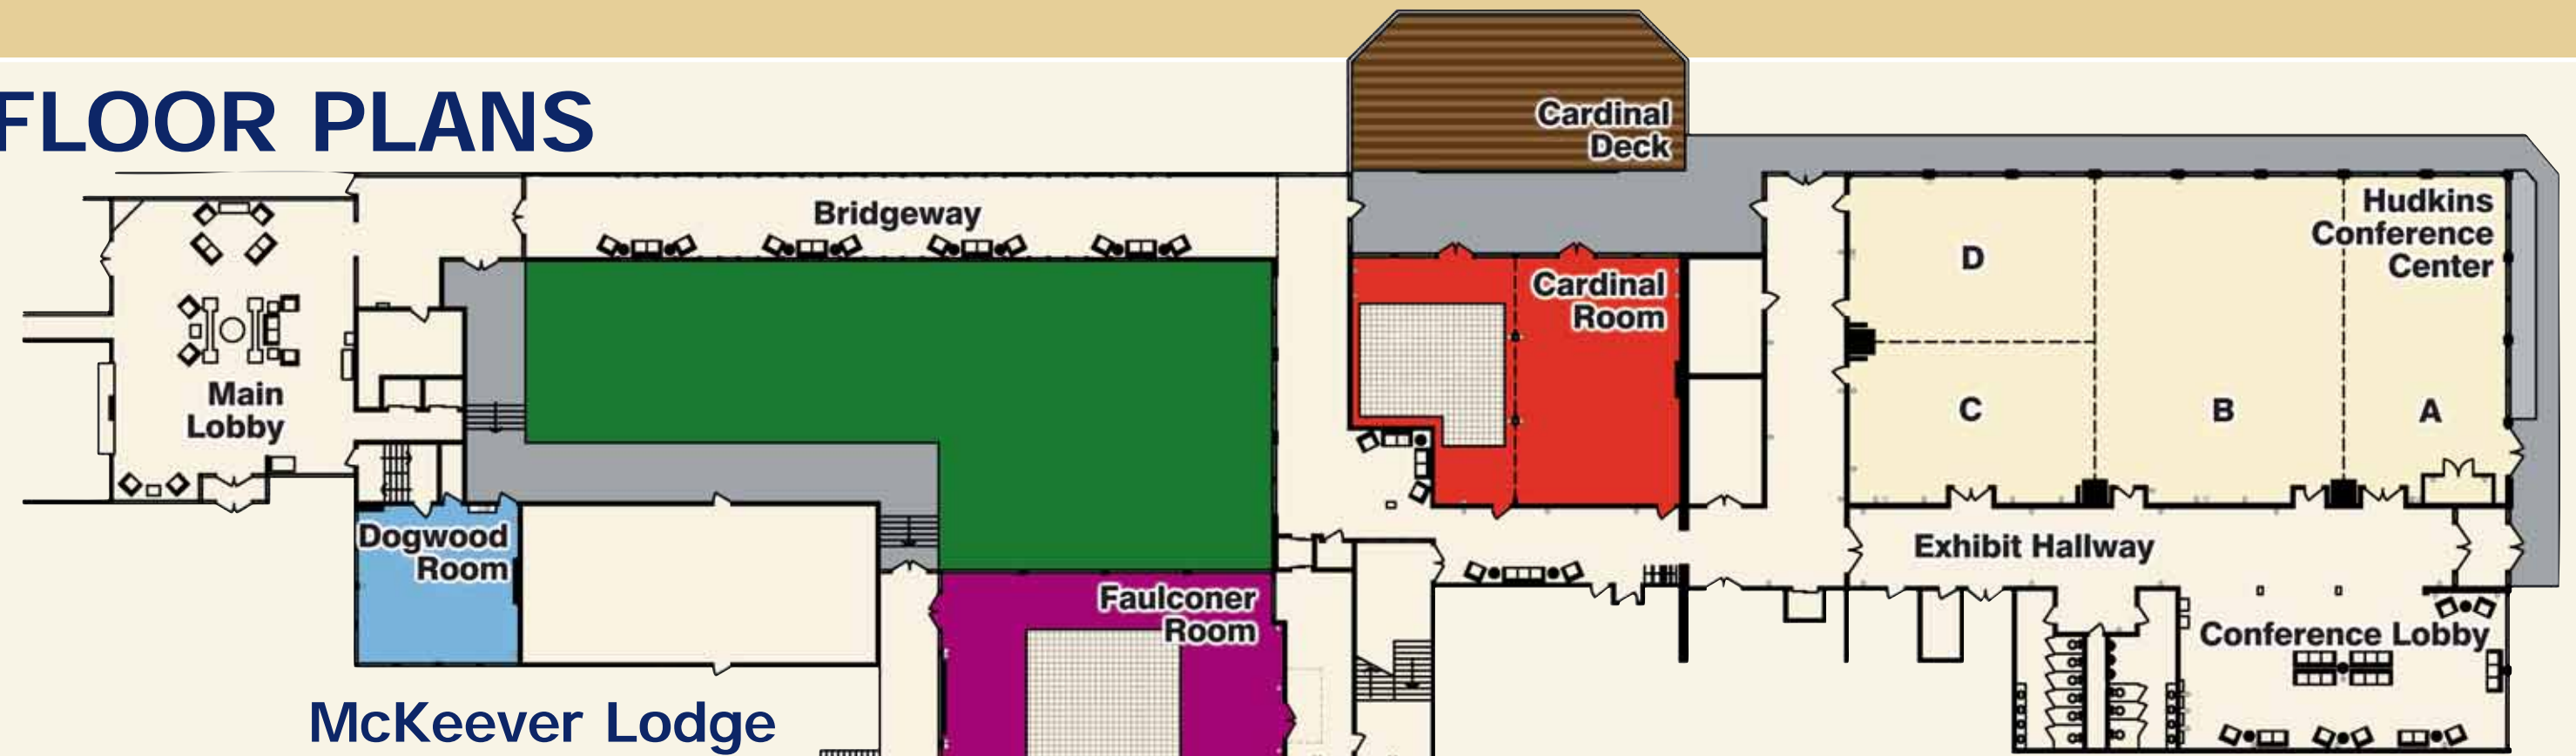 FLOOR PLANS
Cardinal
Deck
Bridgeway
Hudkins
Conference
Center
D
Cardinal
Room
Main
Lobby
C
B
A
Dogwood
Room
Exhibit Hallway
Faulconer
Room
Conference Lobby
McKeever Lodge